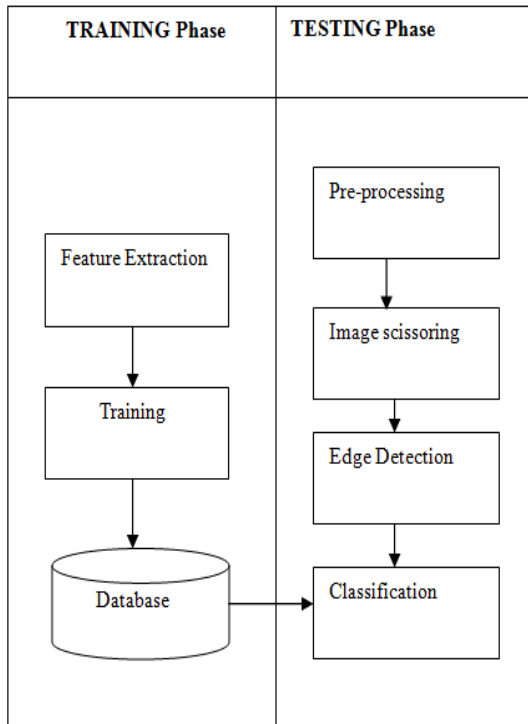 TRAINING Phase
TESTING Phase
Feature Extraction
Training
Database
Pre-processing
Image scissoring
Edge Detection
Classification